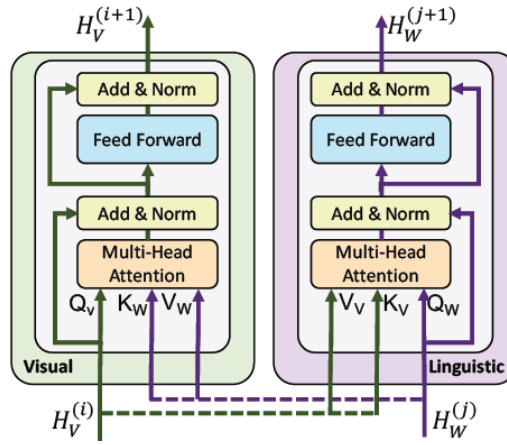 H_V^(i+1) H_W^(j+1)
Add & Norm Add & Norm
Feed Forward Feed Forward
Add & Norm Add & Norm
Multi-Head Attention Multi-Head Attention
Q_v K_W V_W V_V K_V Q_W
Visual Linguistic
H_V^(i) H_W^(j)